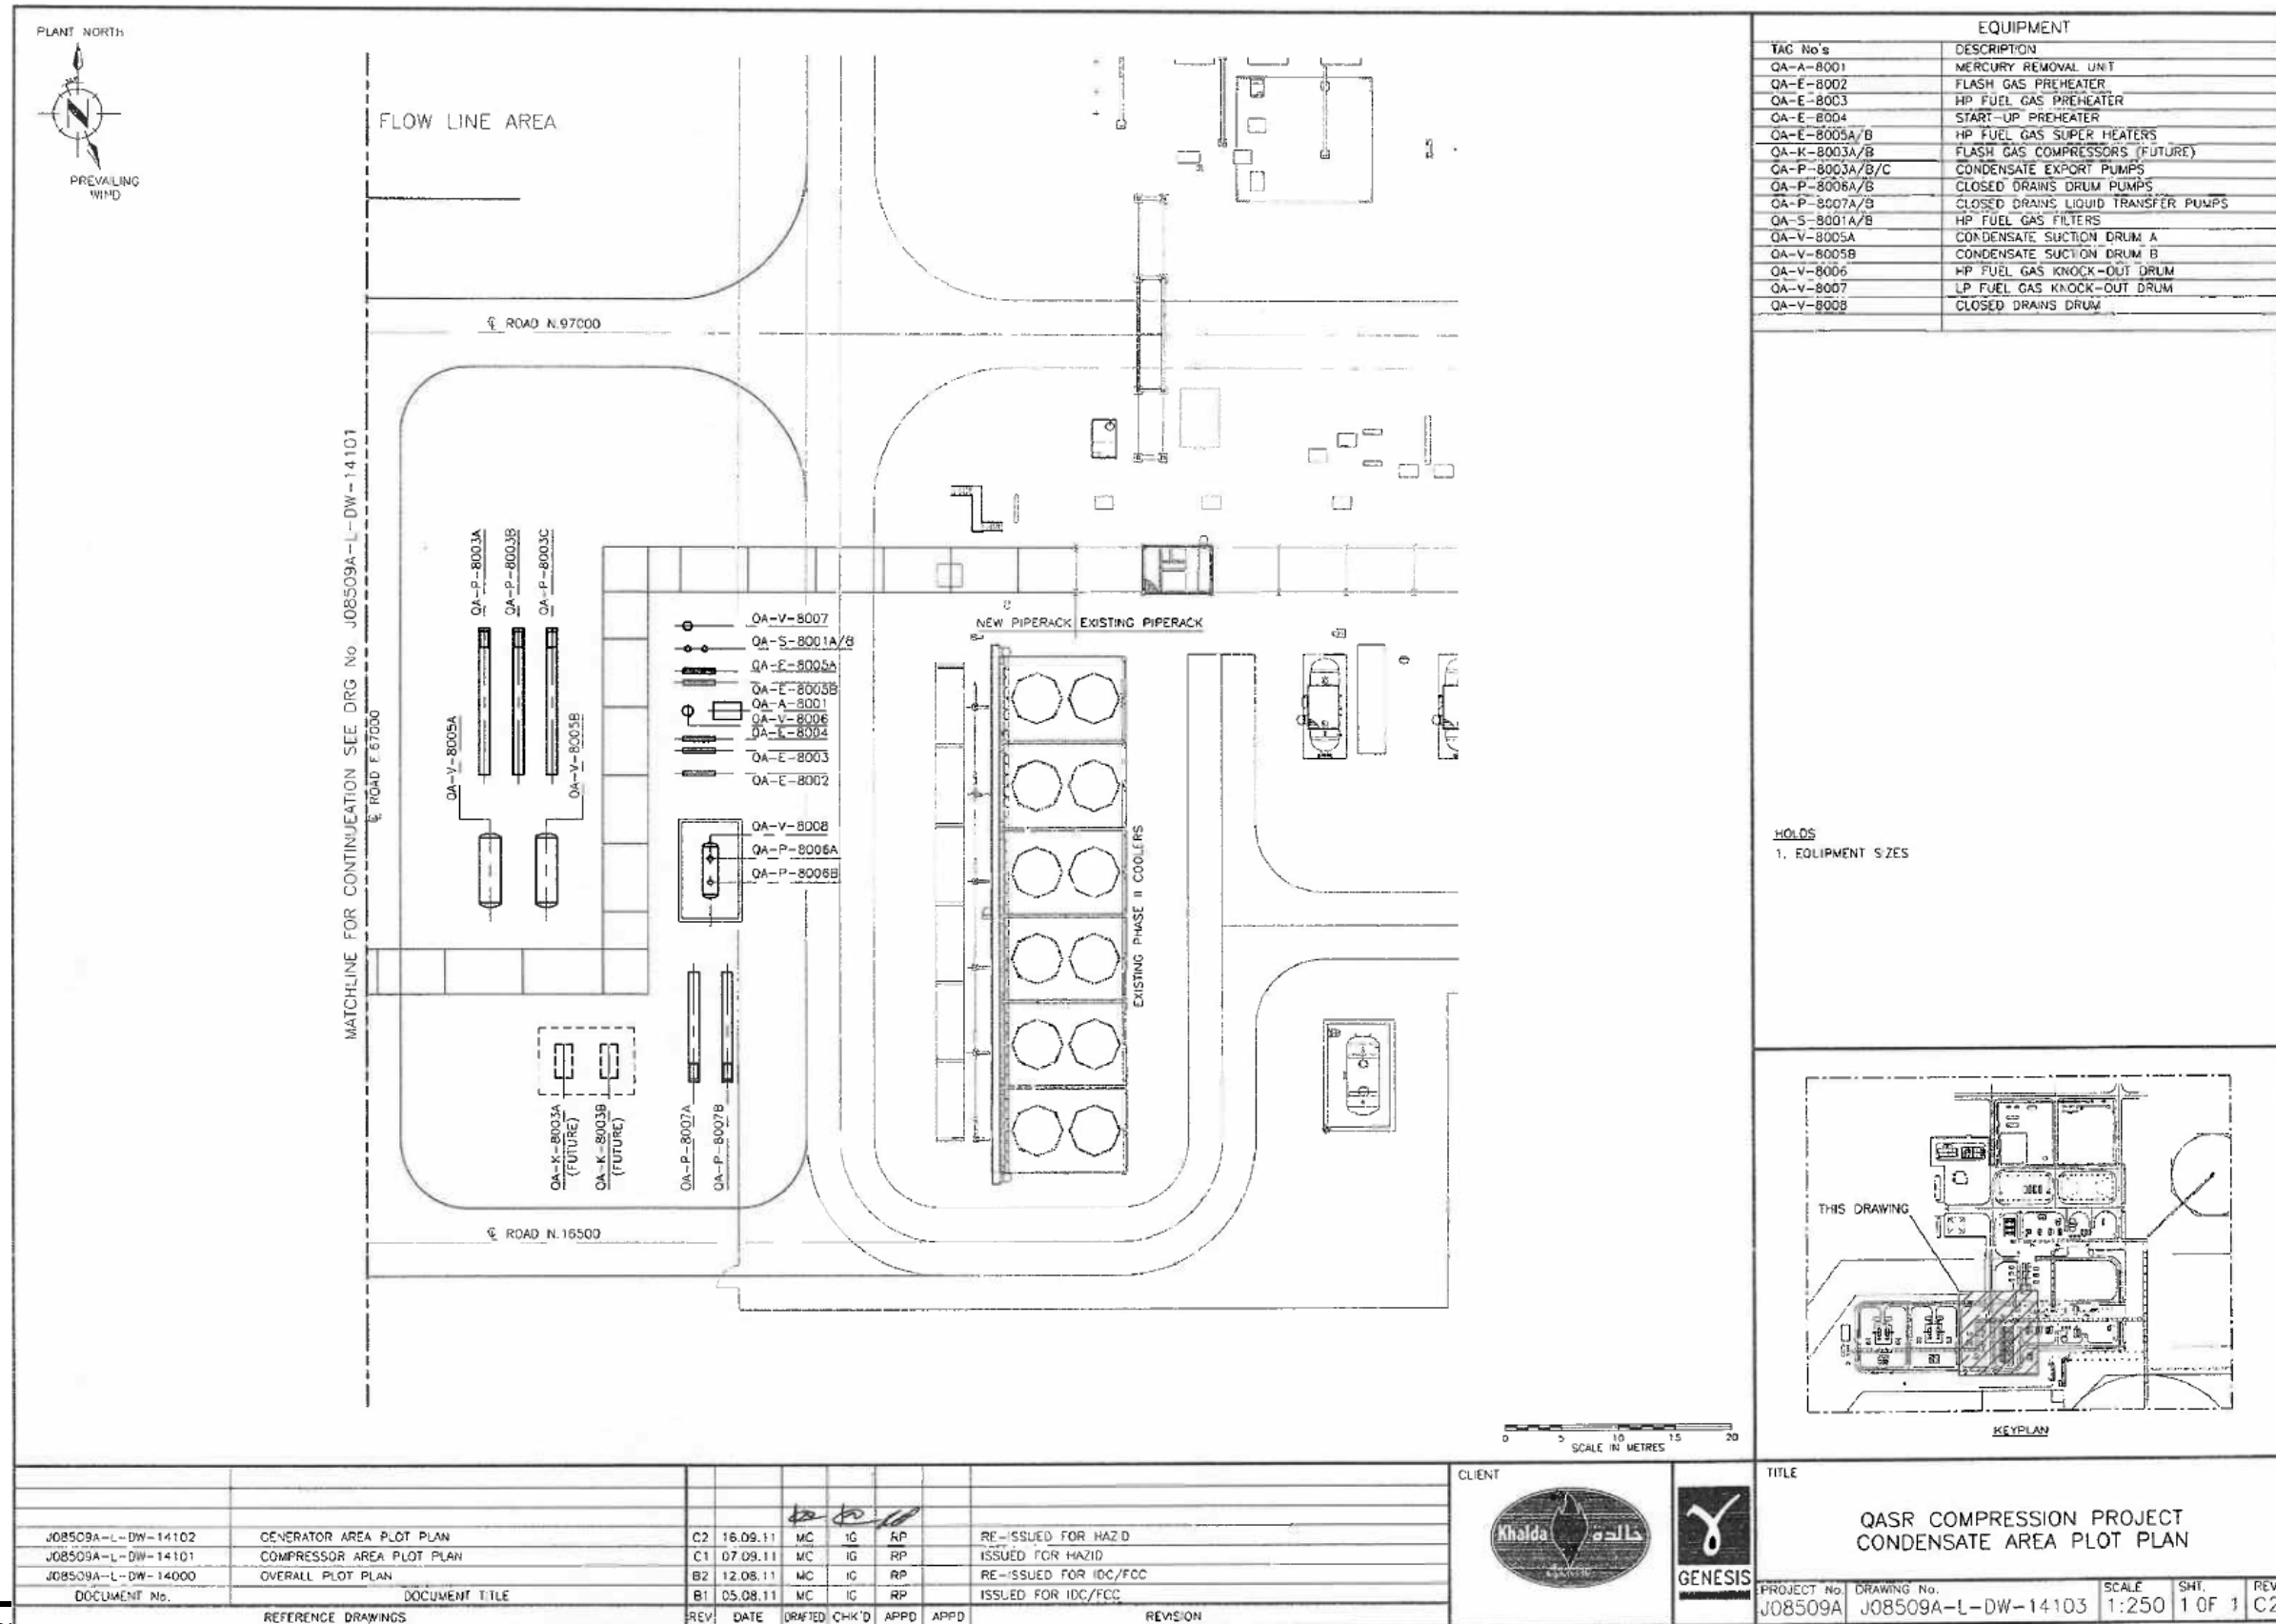 PLANT NORTH
N
PREVAILING
WIND
FLOW LINE AREA
℄ ROAD N.97000
MATCHLINE FOR CONTINUEATION SEE DRG No. J08509A-L-DW-14101
℄ ROAD E.67000
QA-P-8003A
QA-P-8003B
QA-P-8003C
QA-V-8005A
QA-V-8005B
QA-V-8007
QA-S-8001A/B
QA-E-8005A
QA-E-8005B
QA-A-8001
QA-V-8006
QA-E-8004
QA-E-8003
QA-E-8002
QA-V-8008
QA-P-8006A
QA-P-8006B
NEW PIPERACK
EXISTING PIPERACK
EXISTING PHASE II COOLERS
QA-K-8003A
(FUTURE)
QA-K-8003B
(FUTURE)
QA-P-8007A
QA-P-8007B
℄ ROAD N.16500
0 5 10 15 20
SCALE IN METRES
EQUIPMENT
TAG No's DESCRIPTION
QA-A-8001 MERCURY REMOVAL UNIT
QA-E-8002 FLASH GAS PREHEATER
QA-E-8003 HP FUEL GAS PREHEATER
QA-E-8004 START-UP PREHEATER
QA-E-8005A/B HP FUEL GAS SUPER HEATERS
QA-K-8003A/B FLASH GAS COMPRESSORS (FUTURE)
QA-P-8003A/B/C CONDENSATE EXPORT PUMPS
QA-P-8006A/B CLOSED DRAINS DRUM PUMPS
QA-P-8007A/B CLOSED DRAINS LIQUID TRANSFER PUMPS
QA-S-8001A/B HP FUEL GAS FILTERS
QA-V-8005A CONDENSATE SUCTION DRUM A
QA-V-8005B CONDENSATE SUCTION DRUM B
QA-V-8006 HP FUEL GAS KNOCK-OUT DRUM
QA-V-8007 LP FUEL GAS KNOCK-OUT DRUM
QA-V-8008 CLOSED DRAINS DRUM
HOLDS
1. EQUIPMENT SIZES
THIS DRAWING
KEYPLAN
J08509A-L-DW-14102 GENERATOR AREA PLOT PLAN
J08509A-L-DW-14101 COMPRESSOR AREA PLOT PLAN
J08509A-L-DW-14000 OVERALL PLOT PLAN
DOCUMENT No. DOCUMENT TITLE
REFERENCE DRAWINGS
C2 16.09.11 MC IG RP RE-ISSUED FOR HAZID
C1 07.09.11 MC IG RP ISSUED FOR HAZID
B2 12.08.11 MC IG RP RE-ISSUED FOR IDC/FCC
B1 05.08.11 MC IG RP ISSUED FOR IDC/FCC
REV DATE DRAFTED CHK'D APPD APPD REVISION
CLIENT
Khalda خالدة
GENESIS
TITLE
QASR COMPRESSION PROJECT
CONDENSATE AREA PLOT PLAN
PROJECT No. DRAWING No. SCALE SHT. REV
J08509A J08509A-L-DW-14103 1:250 1 OF 1 C2